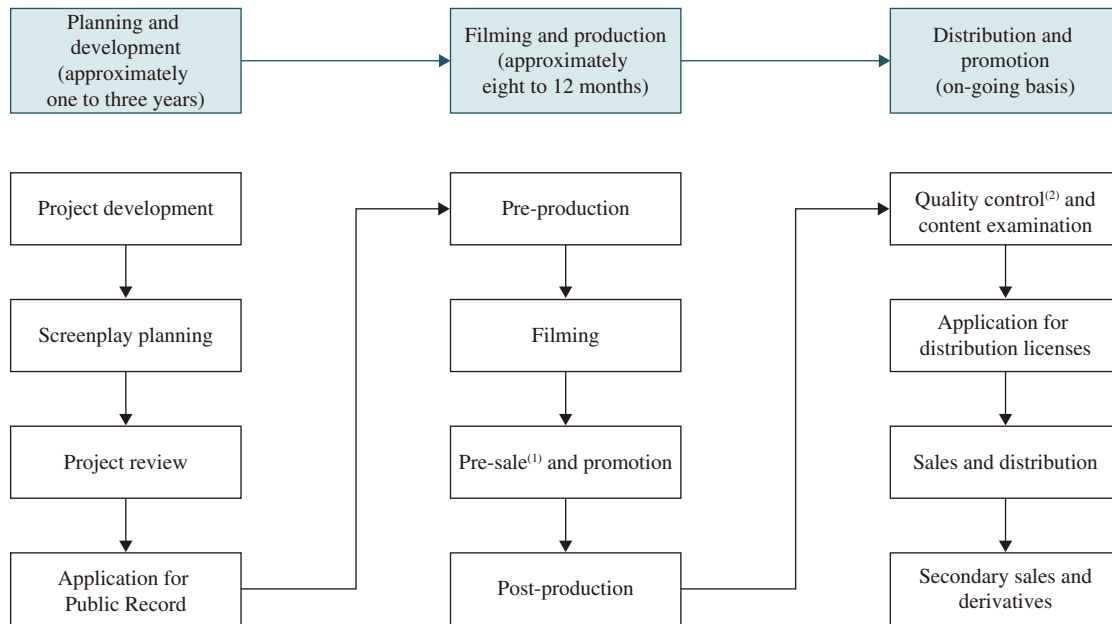 Planning and
development
(approximately
one to three years)
Filming and production
(approximately
eight to 12 months)
Distribution and
promotion
(on-going basis)
Project development
Screenplay planning
Project review
Application for
Public Record
Pre-production
Filming
Pre-sale(1) and promotion
Post-production
Quality control(2) and
content examination
Application for
distribution licenses
Sales and distribution
Secondary sales and
derivatives